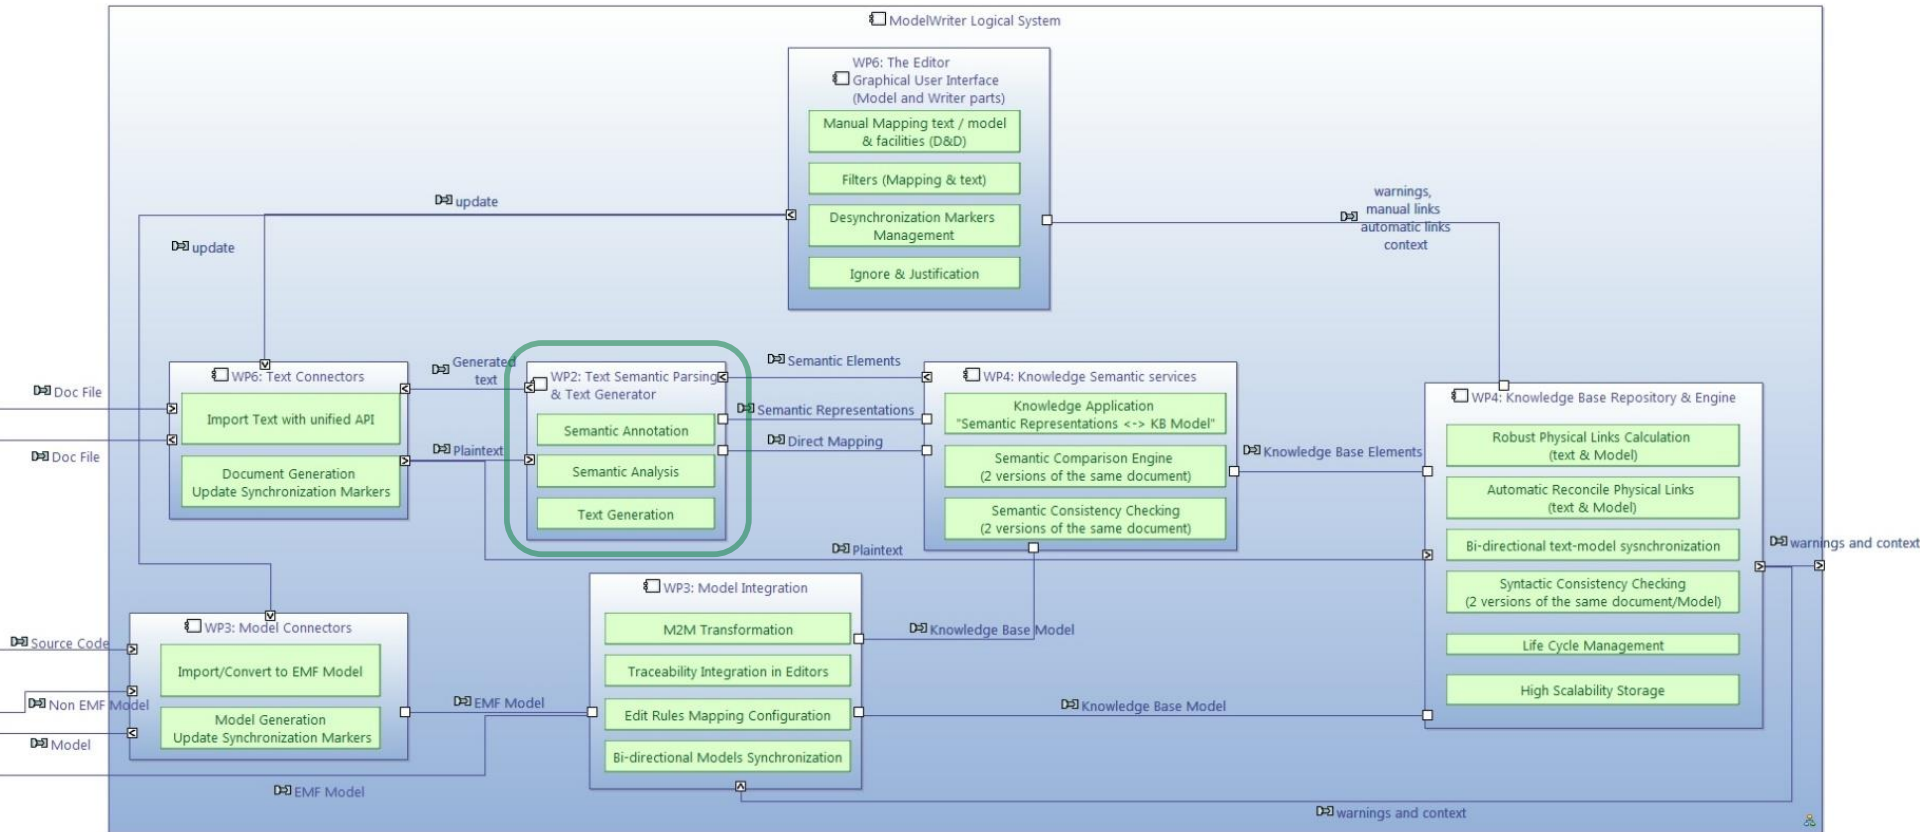 ModelWriter Logical System
WP6: The Editor
Graphical User Interface
(Model and Writer parts)
Manual Mapping text / model
& facilities (D&D)
Filters (Mapping & text)
Desynchronization Markers
Management
Ignore & Justification
update
update
warnings,
manual links
automatic links
context
Doc File
Doc File
WP6: Text Connectors
Import Text with unified API
Document Generation
Update Synchronization Markers
Generated
text
Plaintext
WP2: Text Semantic Parsing
& Text Generator
Semantic Annotation
Semantic Analysis
Text Generation
Semantic Elements
Semantic Representations
Direct Mapping
WP4: Knowledge Semantic services
Knowledge Application
"Semantic Representations <-> KB Model"
Semantic Comparison Engine
(2 versions of the same document)
Semantic Consistency Checking
(2 versions of the same document)
Knowledge Base Elements
WP4: Knowledge Base Repository & Engine
Robust Physical Links Calculation
(text & Model)
Automatic Reconcile Physical Links
(text & Model)
Bi-directional text-model sysnchronization
Syntactic Consistency Checking
(2 versions of the same document/Model)
Life Cycle Management
High Scalability Storage
warnings and context
Plaintext
Source Code
Non EMF Model
Model
WP3: Model Connectors
Import/Convert to EMF Model
Model Generation
Update Synchronization Markers
EMF Model
EMF Model
WP3: Model Integration
M2M Transformation
Traceability Integration in Editors
Edit Rules Mapping Configuration
Bi-directional Models Synchronization
Knowledge Base Model
Knowledge Base Model
warnings and context